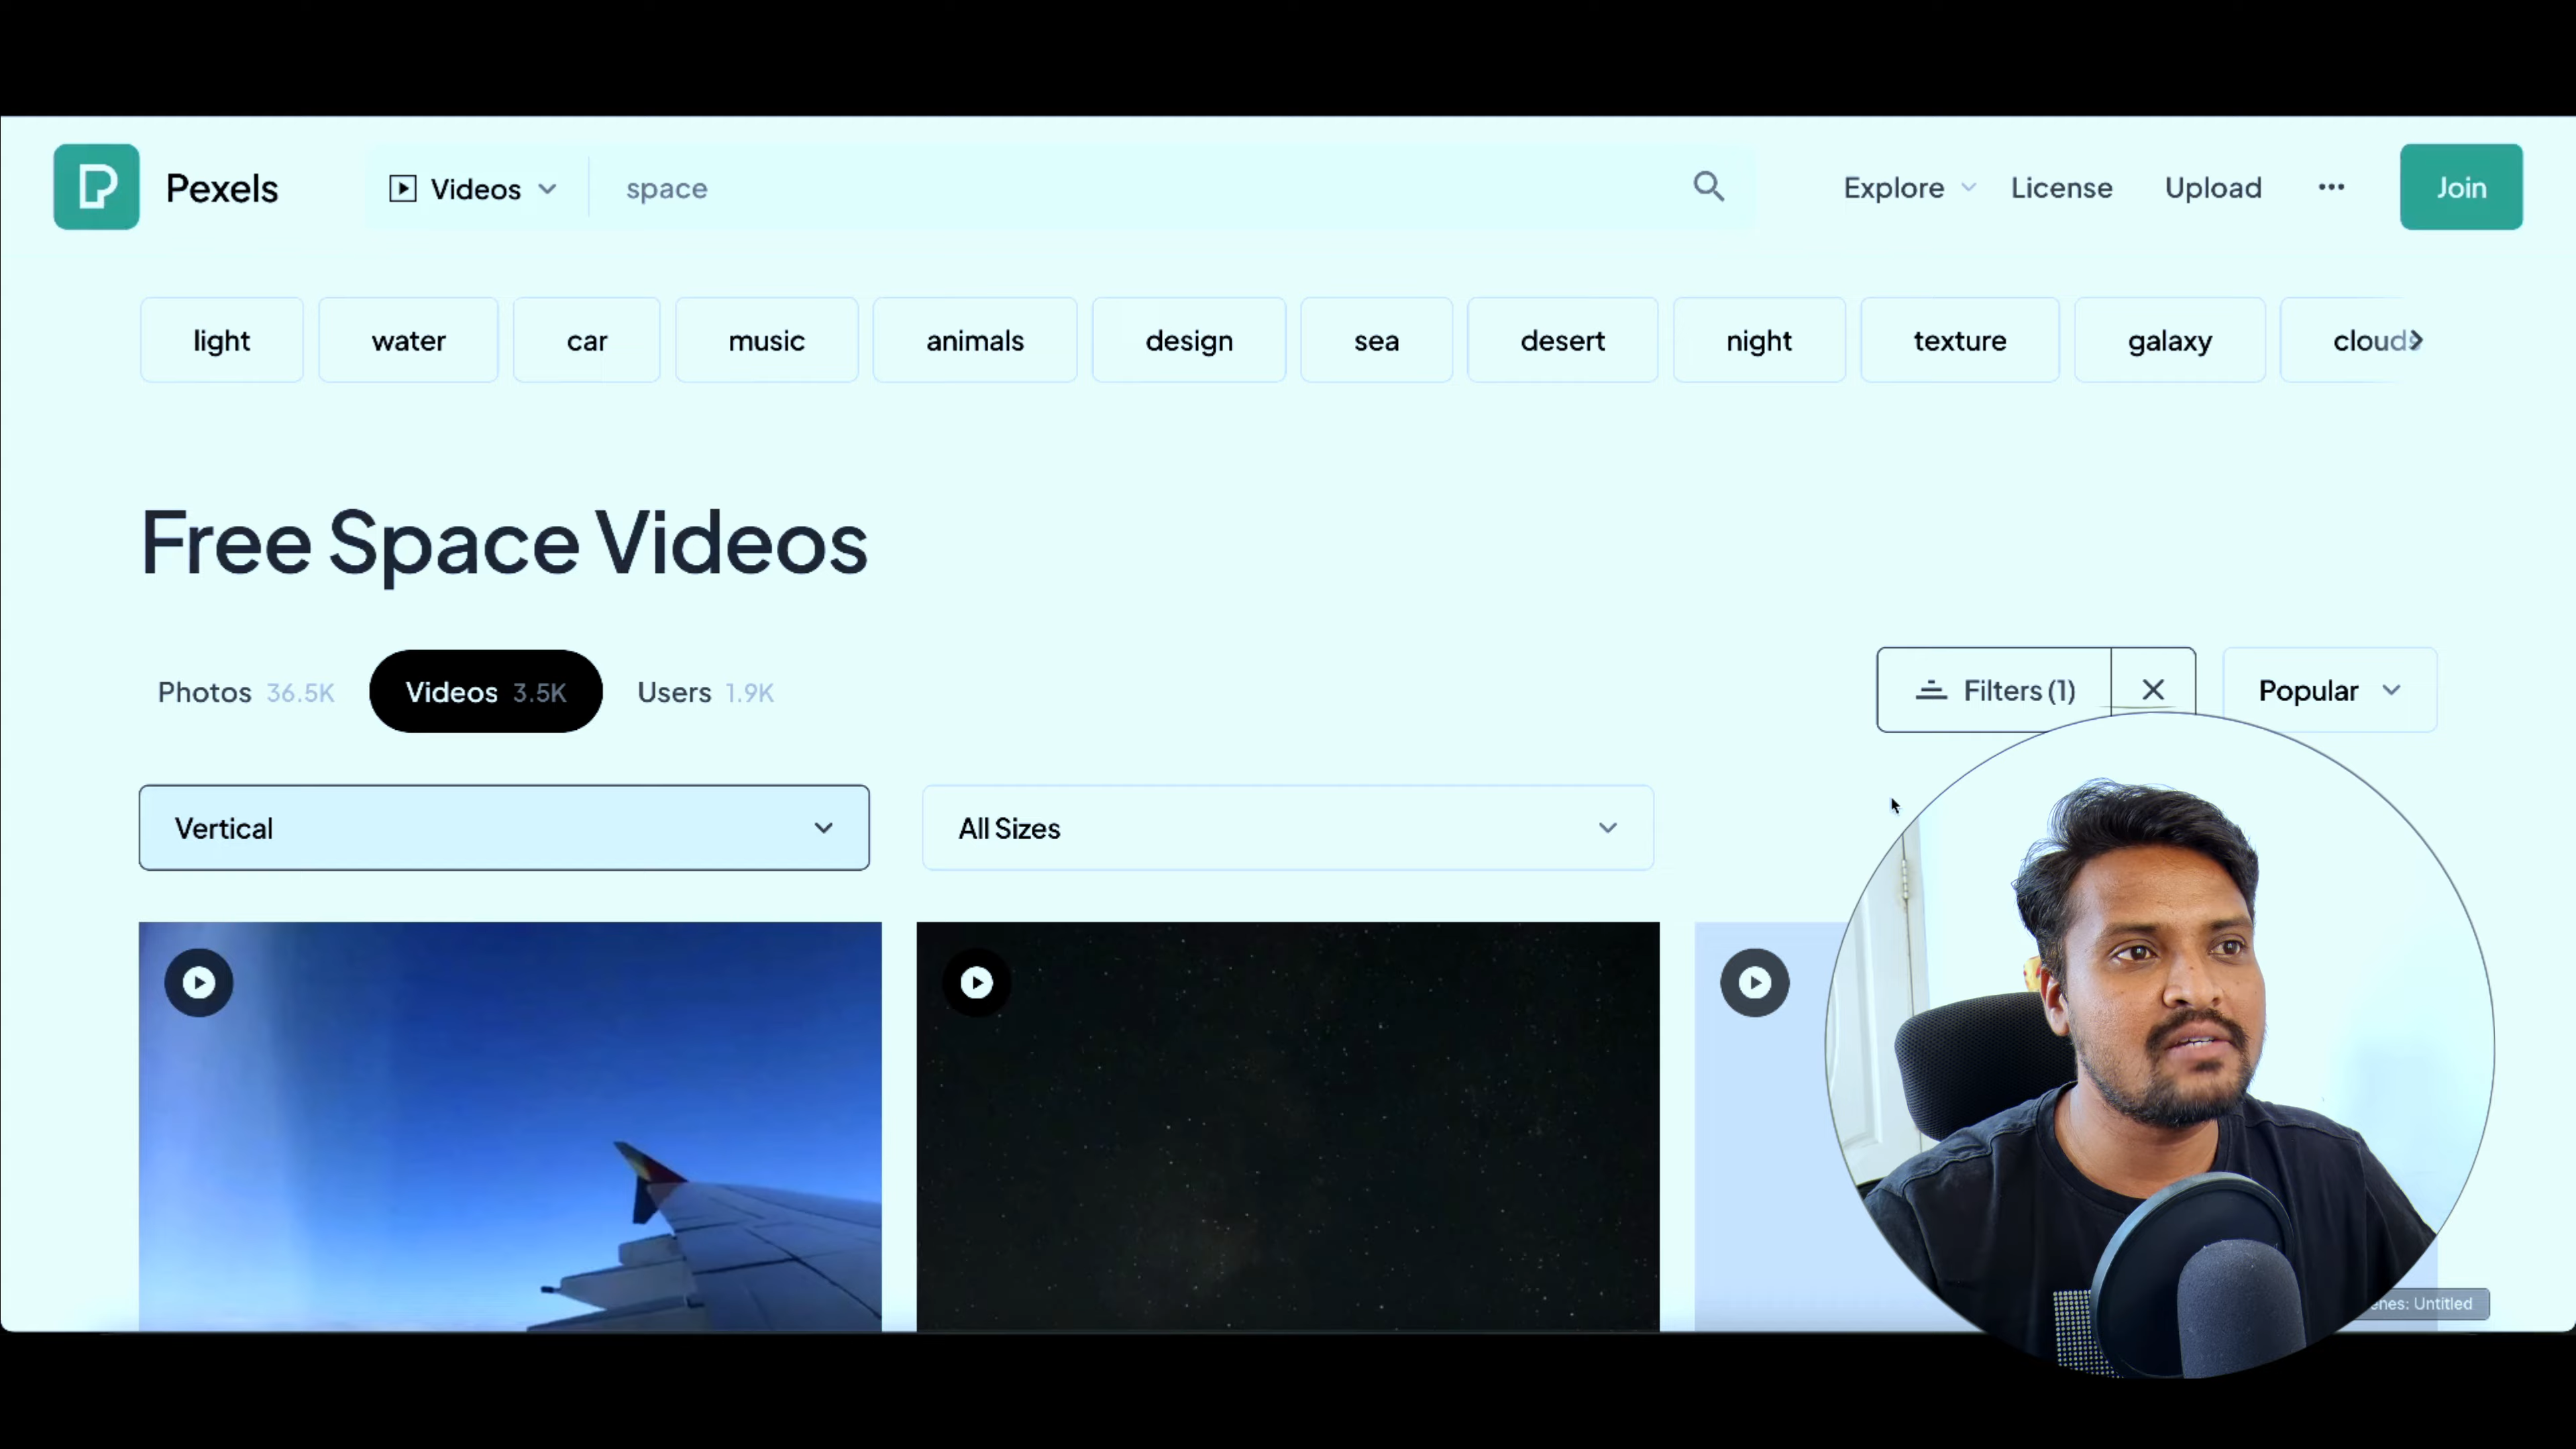 Pexels
Videos
space
Explore
License
Upload
Join
light
water
car
music
animals
design
sea
desert
night
texture
galaxy
Free Space Videos
Photos 36.5K
Videos 3.5K
Users 1.9K
Filters (1)
Popular
Vertical
All Sizes
Untitled